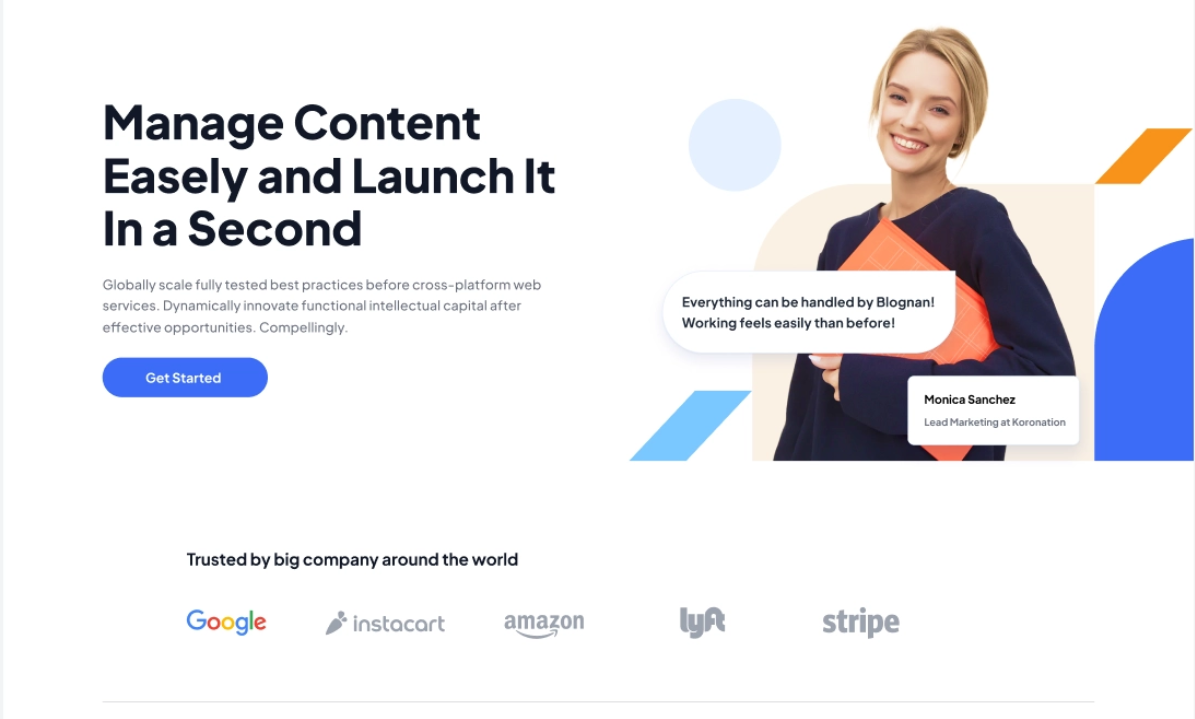 Manage Content
Easely and Launch It
In a Second
Globally scale fully tested best practices before cross-platform web
services. Dynamically innovate functional intellectual capital after
effective opportunities. Compellingly.
Get Started
Everything can be handled by Blognan!
Working feels easily than before!
Monica Sanchez
Lead Marketing at Koronation
Trusted by big company around the world
Google
instacart
amazon
lyft
stripe